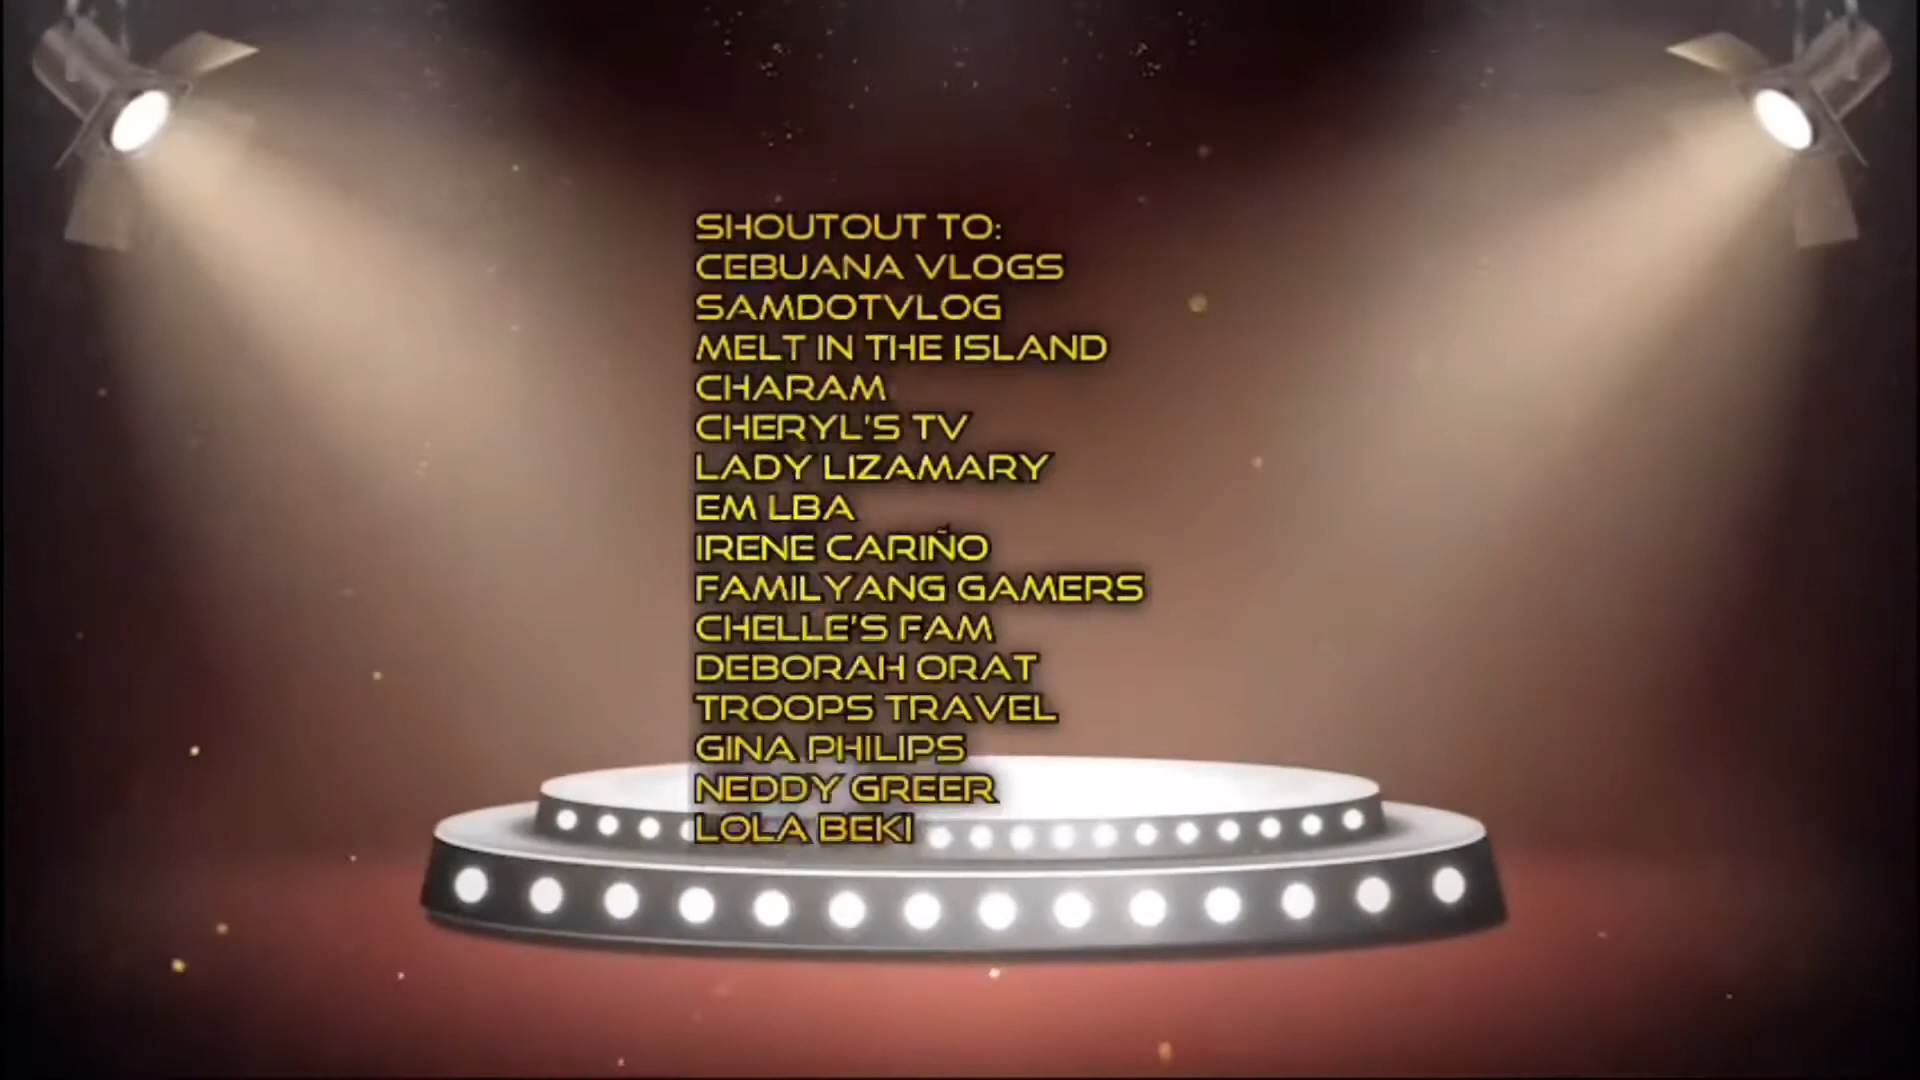 SHOUTOUT TO:
CEBUANA VLOGS
SAMDOTVLOG
MELT IN THE ISLAND
CHARAM
CHERYL'S TV
LADY LIZAMARY
EM LBA
IRENE CARIÑO
FAMILYANG GAMERS
CHELLE'S FAM
DEBORAH ORAT
TROOPS TRAVEL
GINA PHILIPS
NEDDY GREER
LOLA BEKI